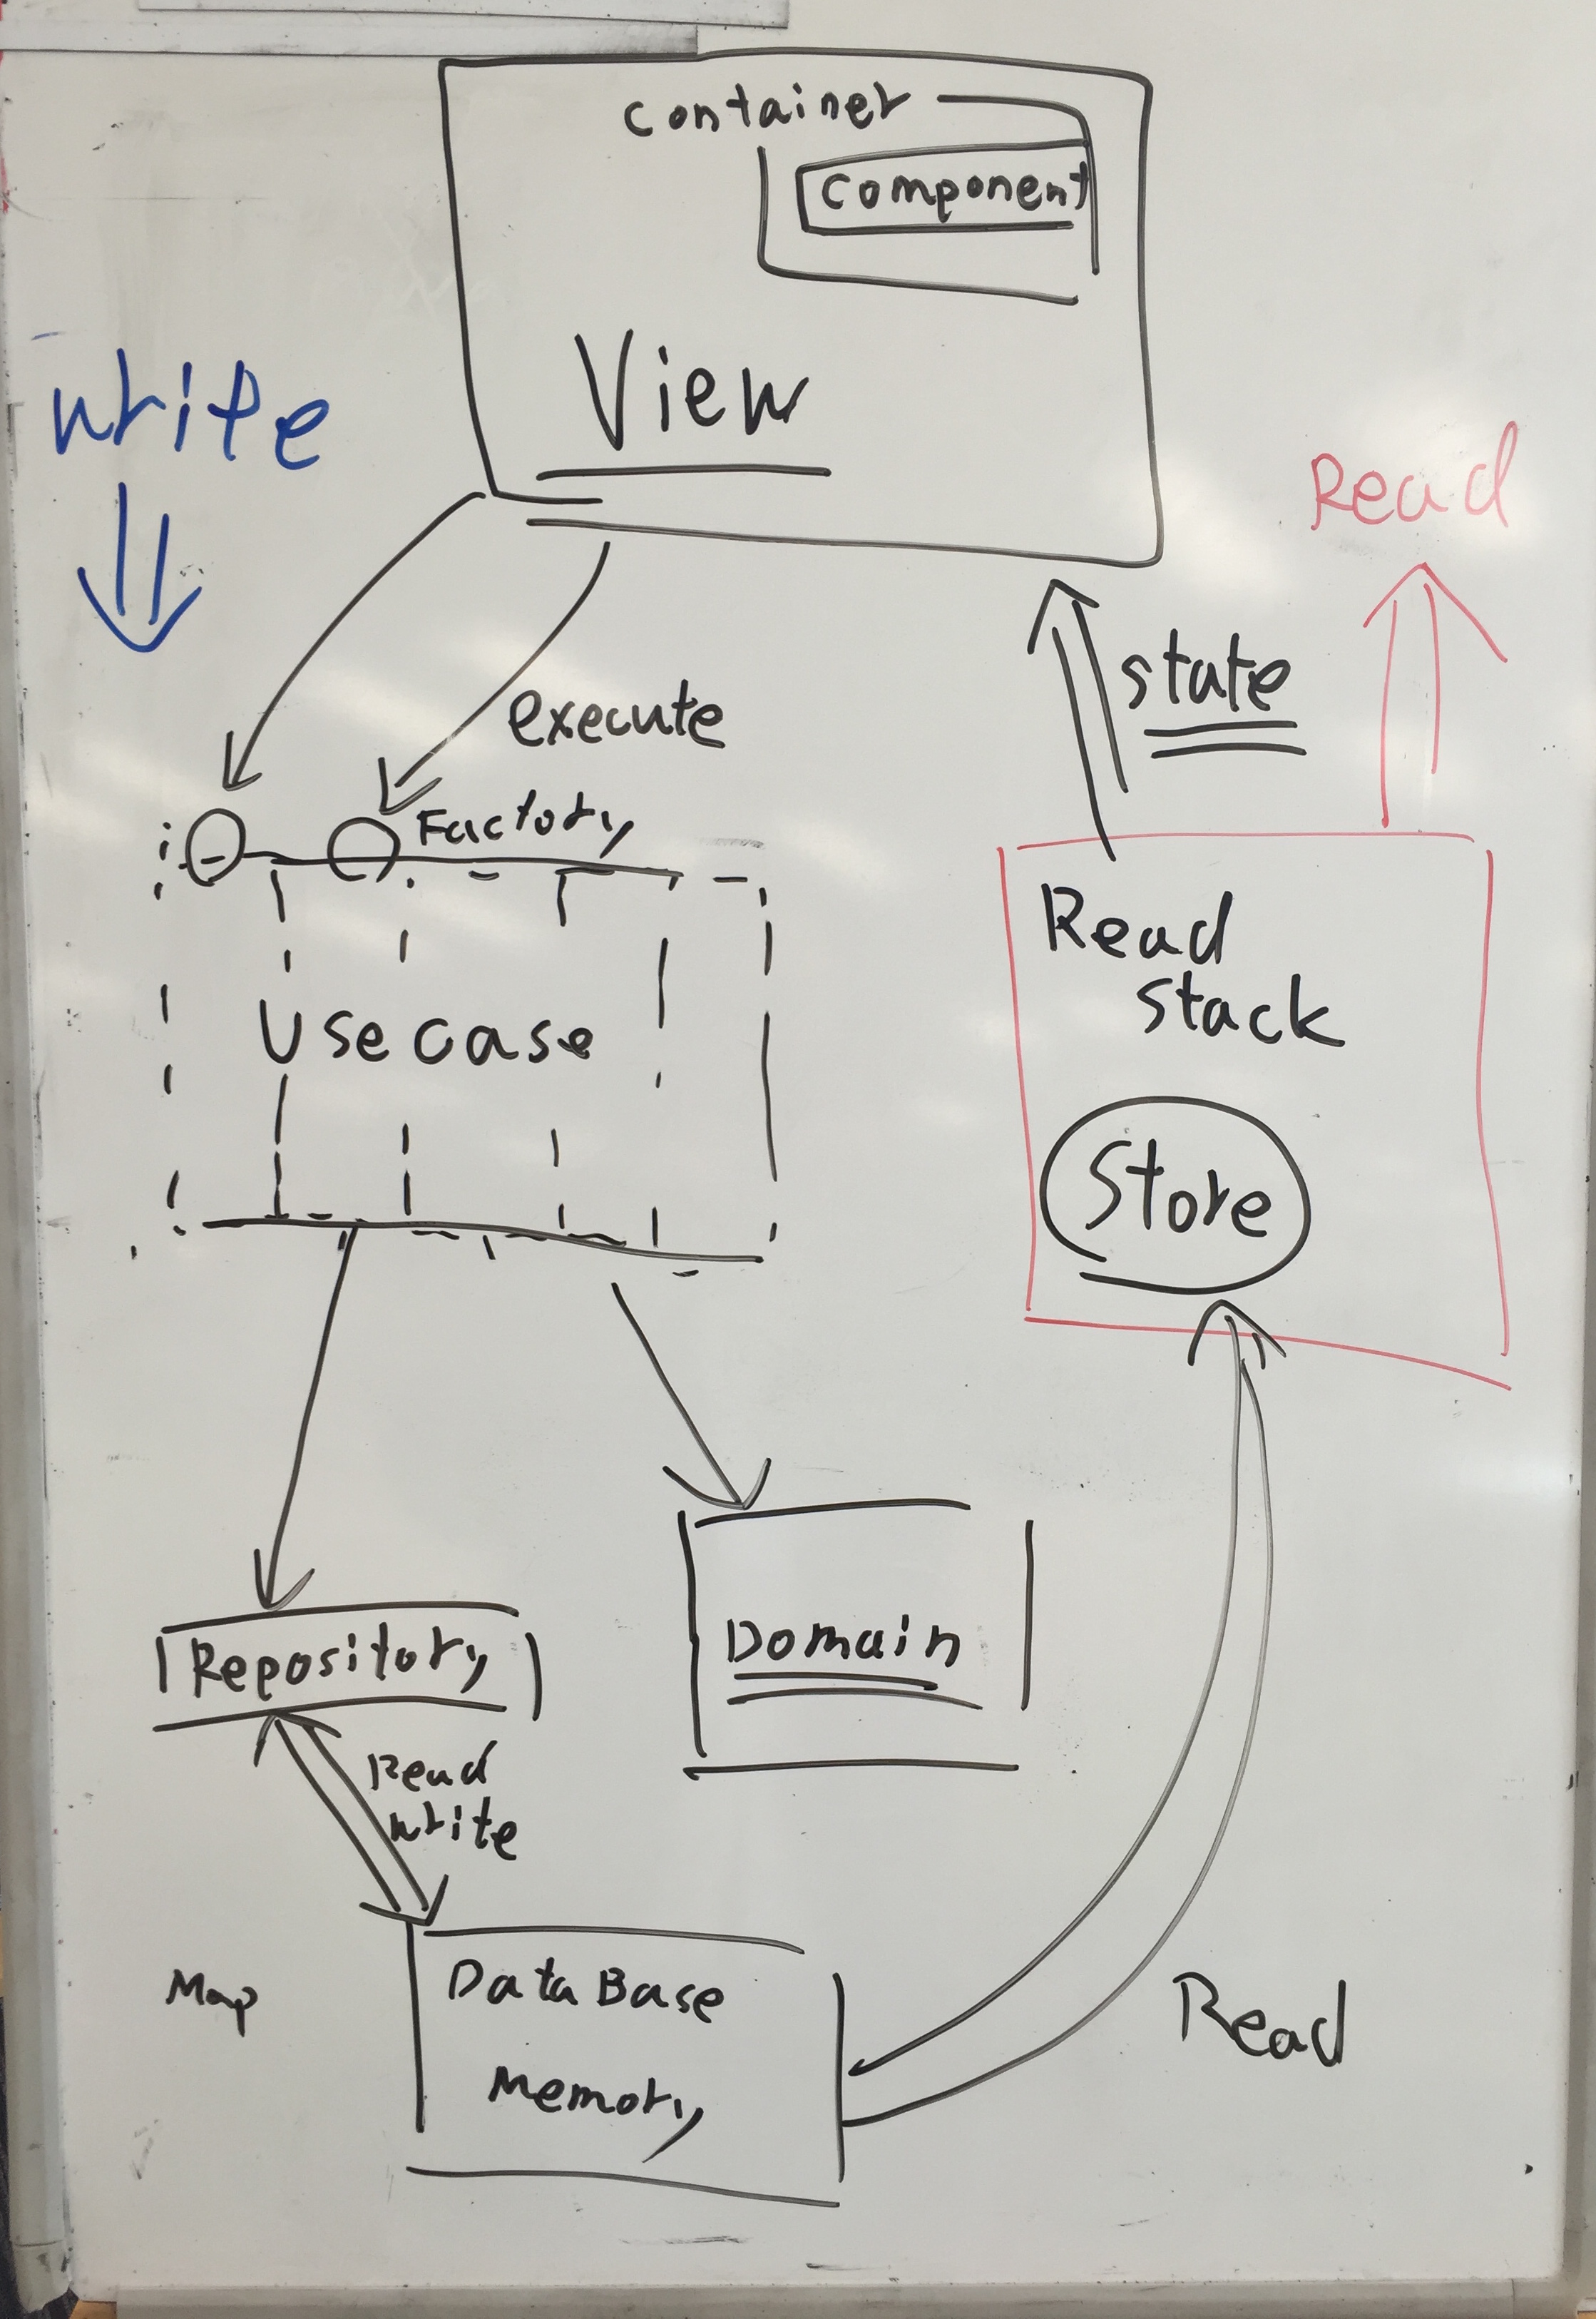 Container
Component
View
write
Read
state
execute
Factory
Read
stack
Usecase
Store
Domain
Repository
Read
write
Map
DataBase
Memory
Read